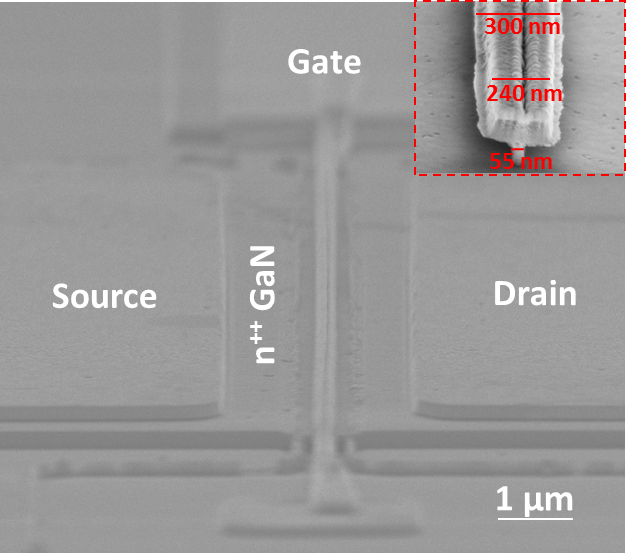 Gate
300 nm
240 nm
55 nm
Source
n⁺⁺ GaN
Drain
1 µm